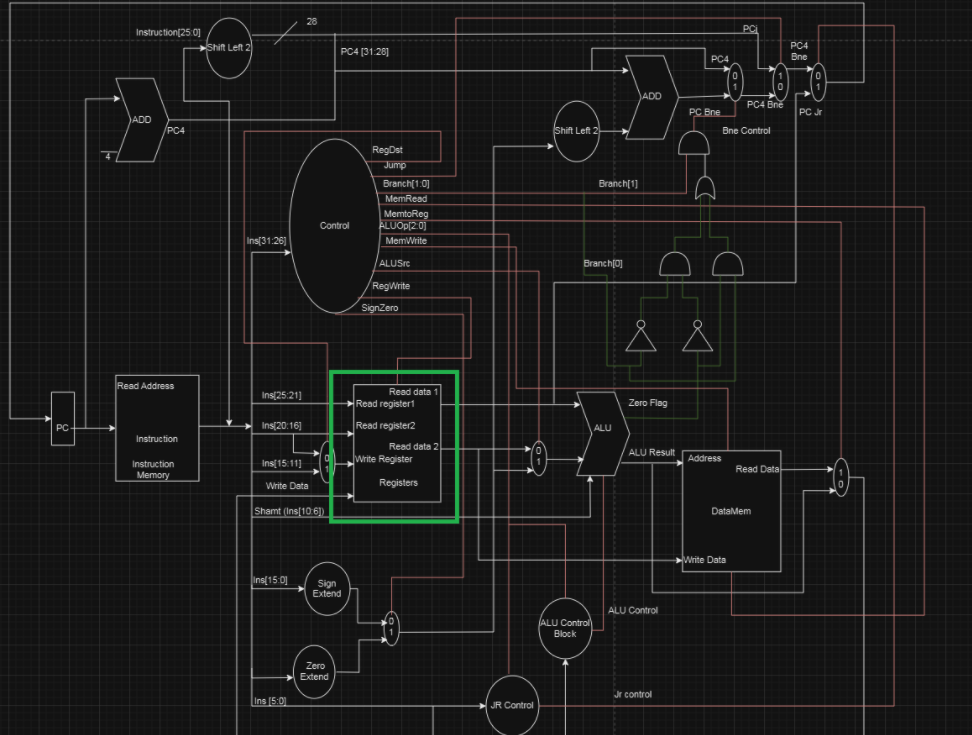 Instruction[25:0]
Shift Left 2
28
PC4 [31:28]
PCj
PC4
Bne
PC4
0
1
1
0
0
1
ADD
PC4
4
ADD
PC Bne
PC4 Bne
PC Jr
Shift Left 2
Bne Control
RegDst
Jump
Branch[1:0]
Branch[1]
MemRead
MemtoReg
ALUOp[2:0]
MemWrite
Control
Ins[31:26]
ALUSrc
Branch[0]
RegWrite
SignZero
Read Address
Instruction
Instruction
Memory
PC
Ins[25:21]
Ins[20:16]
Ins[15:11]
Write Data
Shamt (Ins[10:6])
0
1
Read data 1
Read register1
Read register2
Read data 2
Write Register
Registers
0
1
ALU
Zero Flag
ALU Result
Address
Read Data
DataMem
Write Data
1
0
Ins[15:0]
Sign
Extend
0
1
Zero
Extend
Ins [5:0]
ALU Control
Block
ALU Control
JR Control
Jr control